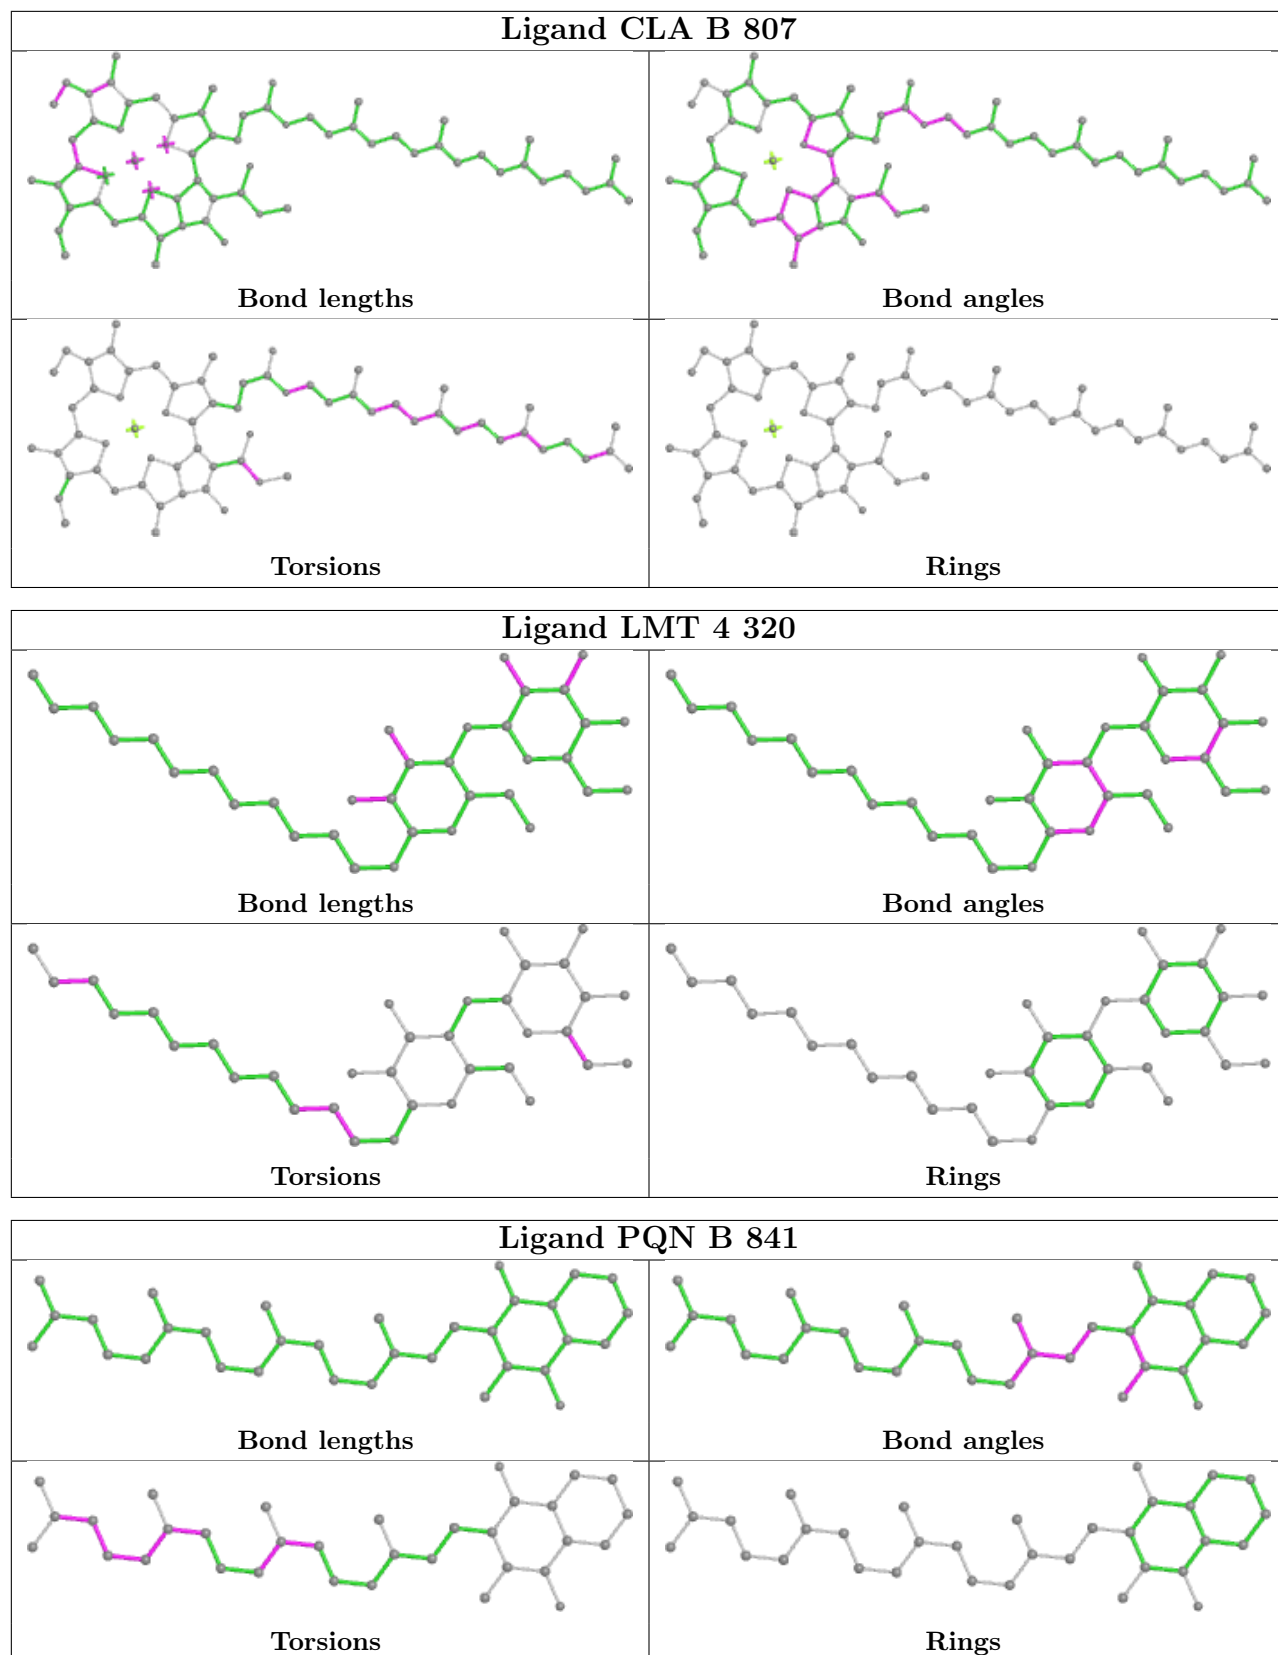 Ligand CLA B 807
Bond lengths
Bond angles
Torsions
Rings
Ligand LMT 4 320
Bond lengths
Bond angles
Torsions
Rings
Ligand PQN B 841
Bond lengths
Bond angles
Torsions
Rings